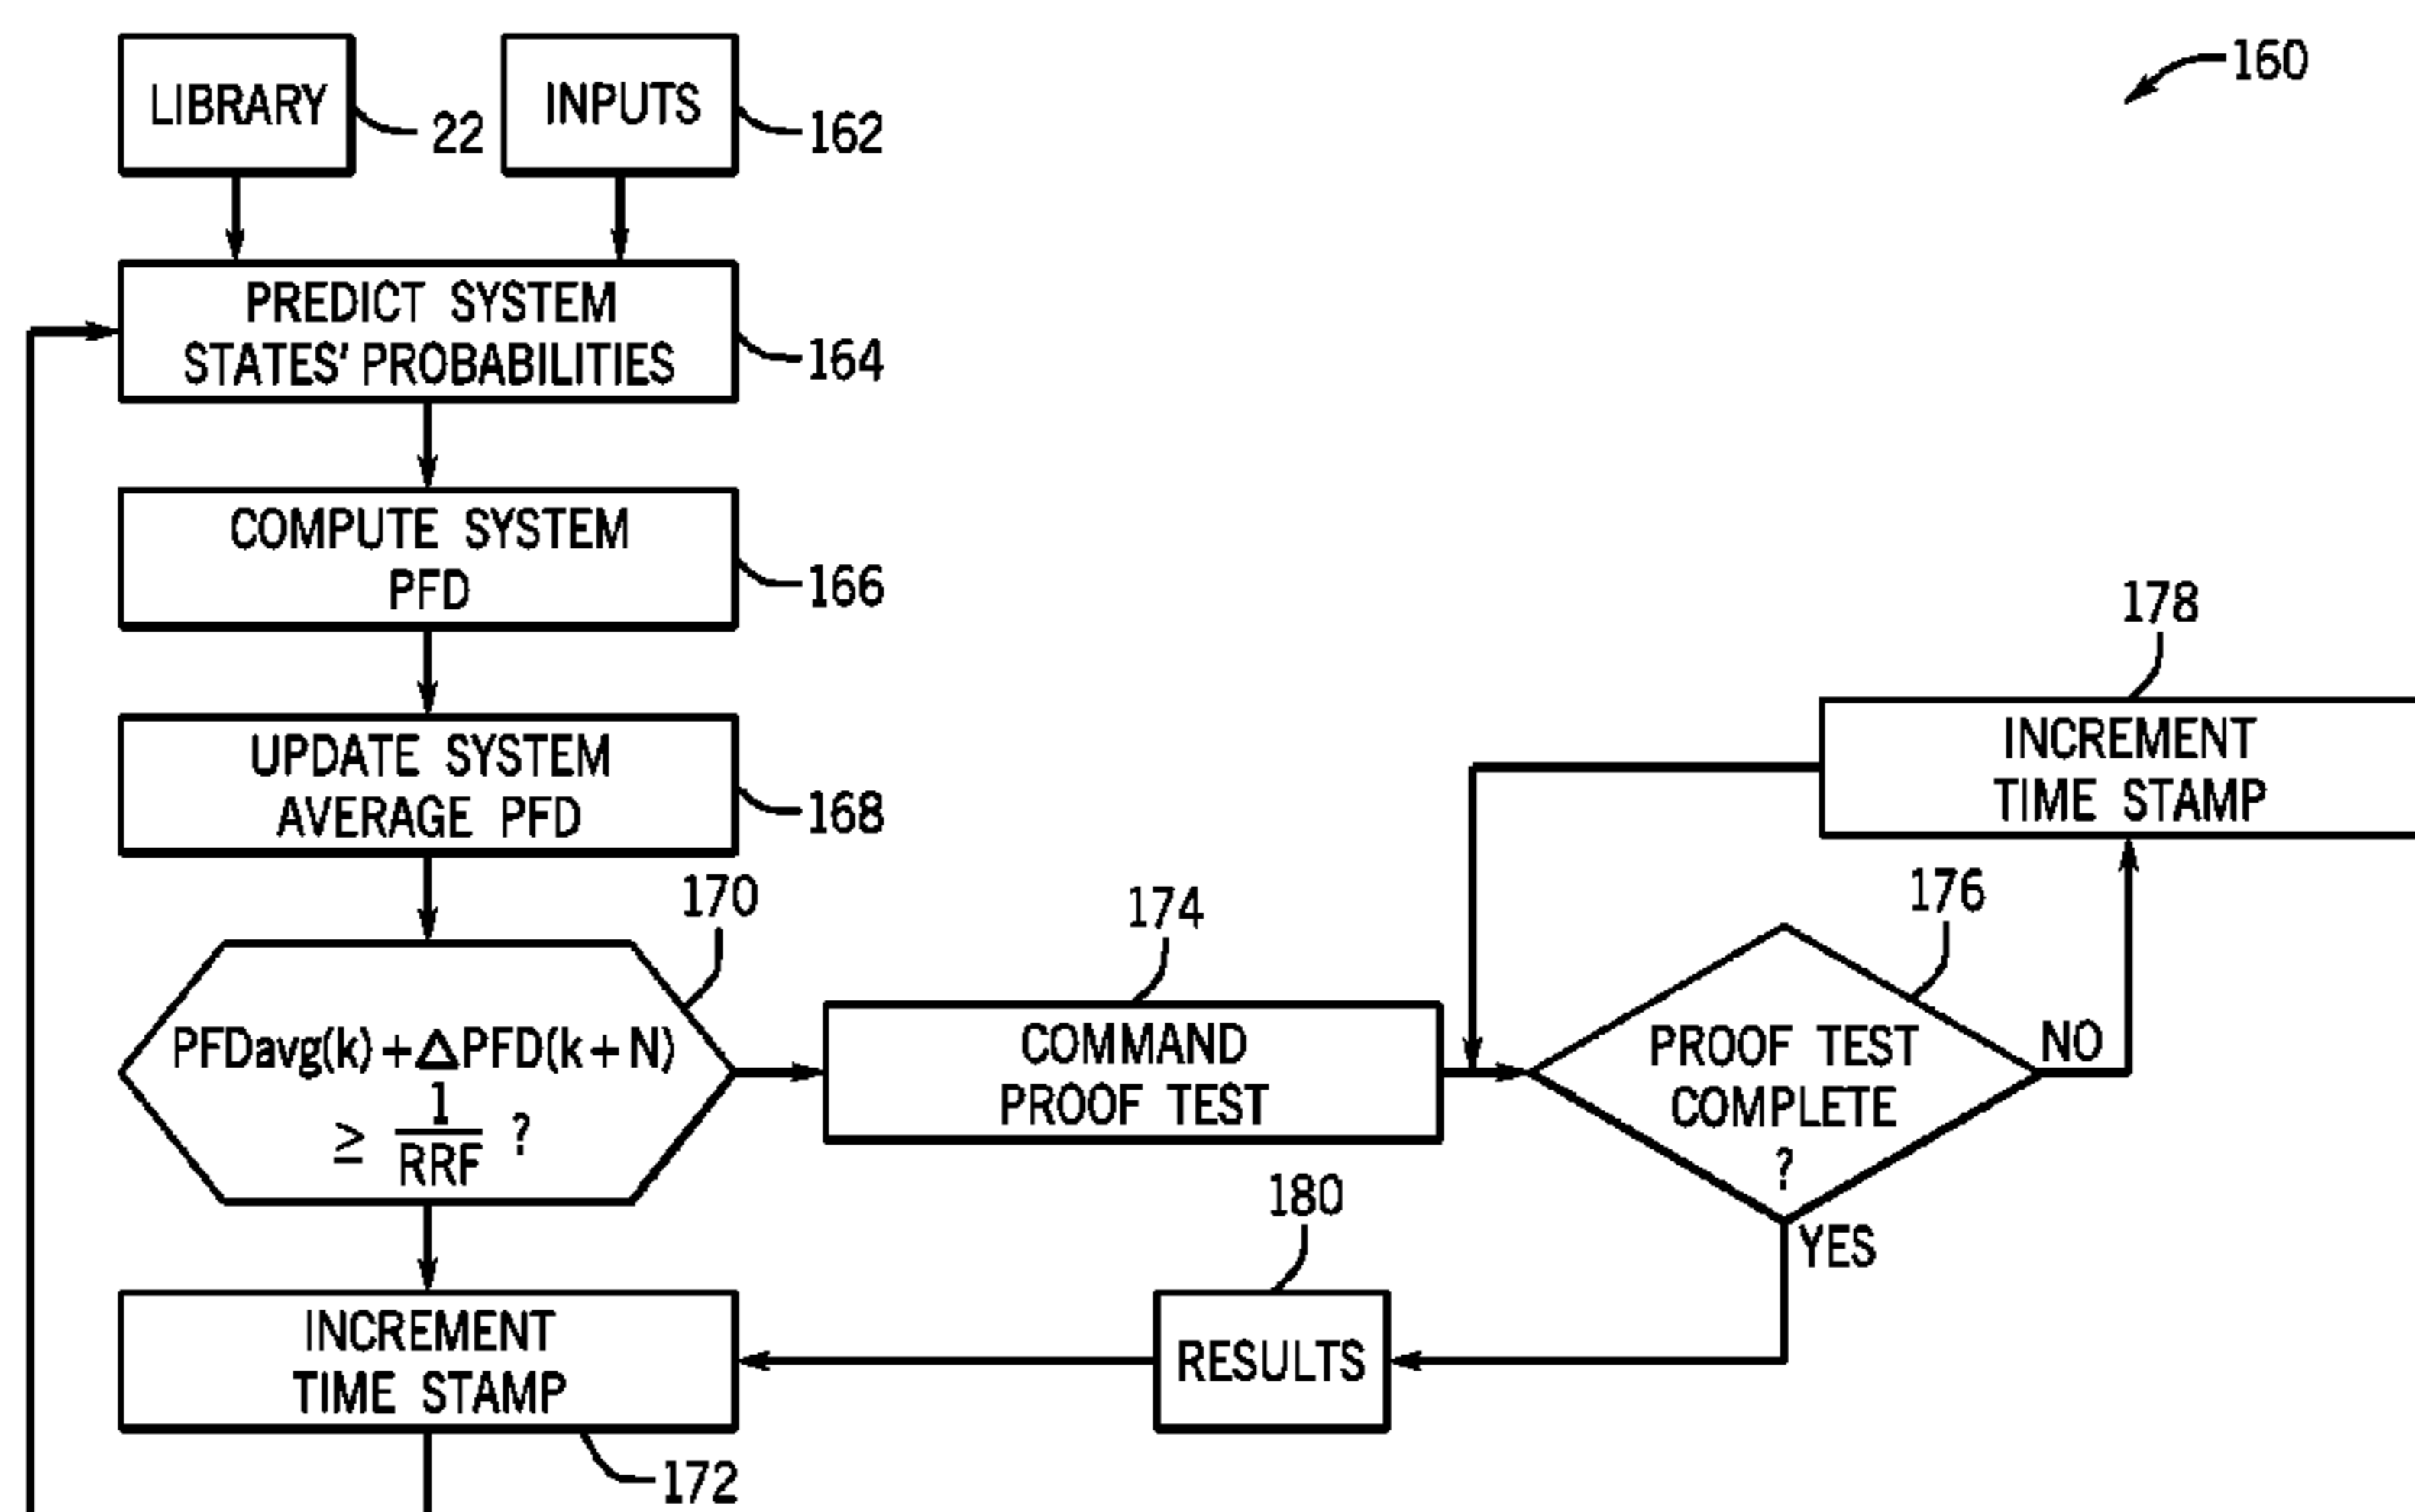 160
LIBRARY
22
INPUTS
162
PREDICT SYSTEM
STATES' PROBABILITIES
164
COMPUTE SYSTEM
PFD
166
UPDATE SYSTEM
AVERAGE PFD
168
170
PFDavg(k)+△PFD(k+N)
≥ 1/RRF ?
174
COMMAND
PROOF TEST
178
INCREMENT
TIME STAMP
176
PROOF TEST
COMPLETE
?
NO
YES
180
RESULTS
INCREMENT
TIME STAMP
172